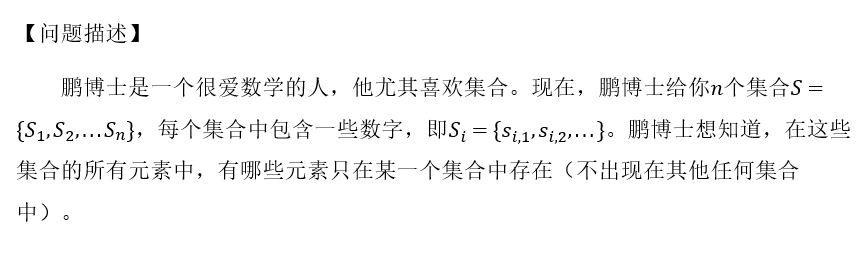 【问题描述】
鹏博士是一个很爱数学的人，他尤其喜欢集合。现在，鹏博士给你n个集合S =
{S₁,S₂,…Sₙ}，每个集合中包含一些数字，即Sᵢ = {sᵢ,₁,sᵢ,₂,…}。鹏博士想知道，在这些
集合的所有元素中，有哪些元素只在某一个集合中存在（不出现在其他任何集合
中）。